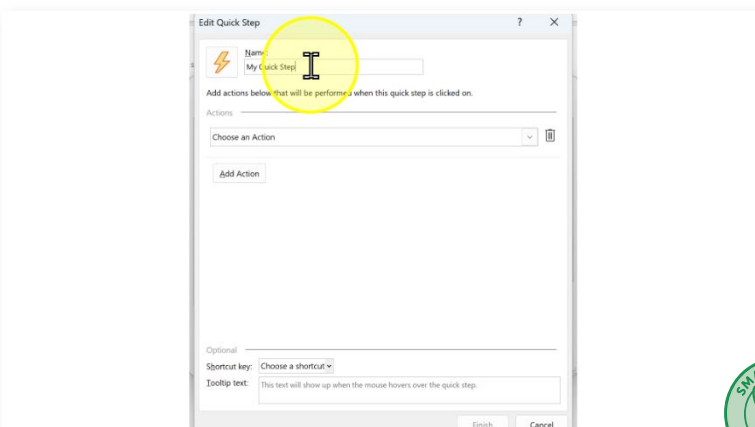 Edit Quick Step
?
Name:
My Quick Step
Add actions below that will be performed when this quick step is clicked on.
Actions
Choose an Action
Add Action
Optional
Shortcut key: Choose a shortcut
Tooltip text: This text will show up when the mouse hovers over the quick step.
Finish Cancel